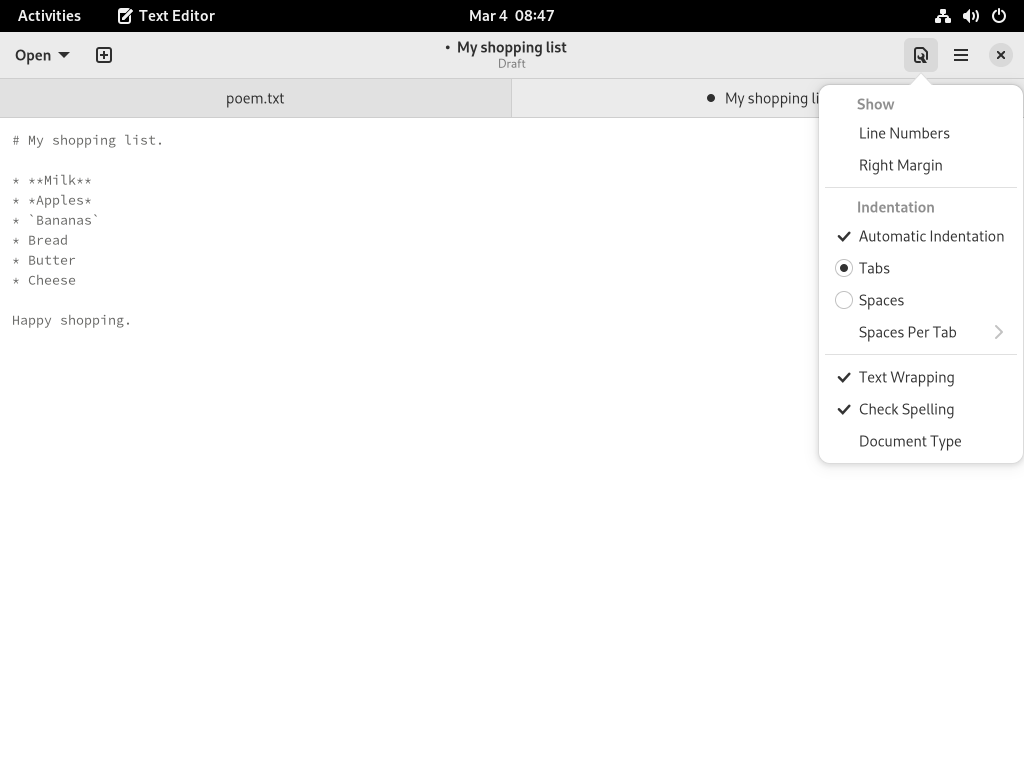 Activities Text Editor Mar 4 08:47
Open • My shopping list
Draft
poem.txt • My shopping li
# My shopping list.
* **Milk**
* *Apples*
* `Bananas`
* Bread
* Butter
* Cheese
Happy shopping.
Show
Line Numbers
Right Margin
Indentation
Automatic Indentation
Tabs
Spaces
Spaces Per Tab
Text Wrapping
Check Spelling
Document Type